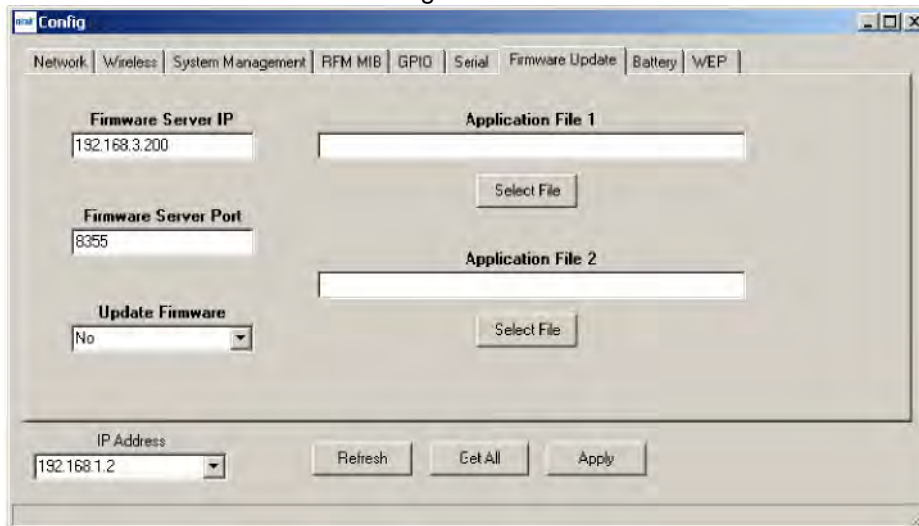 Config
Network Wireless System Management RFM MIB GPIO Serial Firmware Update Battery WEP
Firmware Server IP
192.168.3.200
Application File 1
Select File
Firmware Server Port
8355
Application File 2
Update Firmware
No
Select File
IP Address
192.168.1.2
Refresh Get All Apply